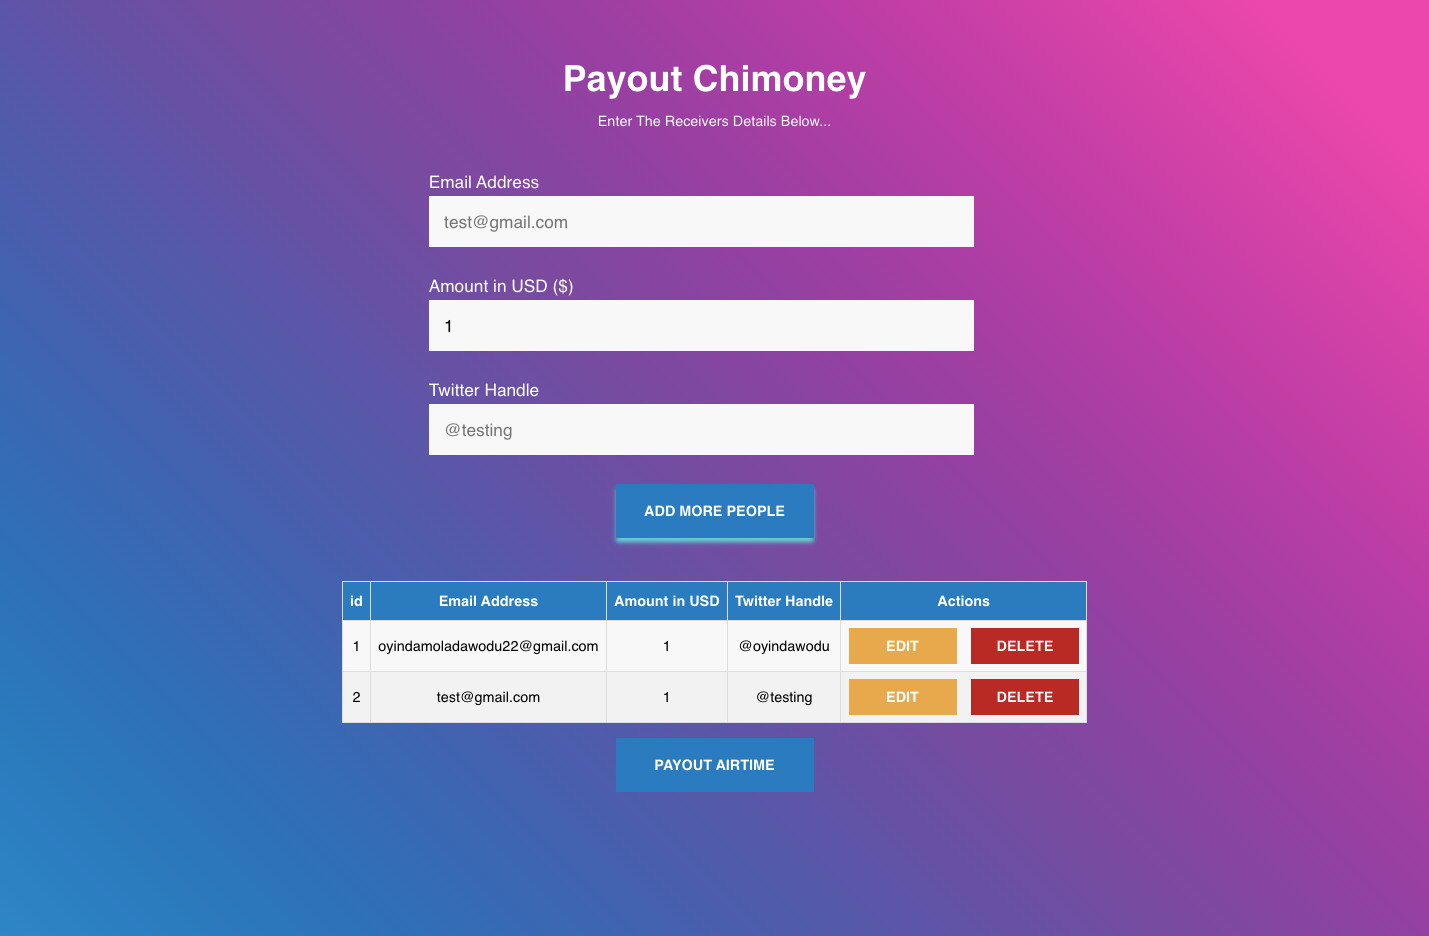 Payout Chimoney
Enter The Receivers Details Below...
Email Address
test@gmail.com
Amount in USD ($)
1
Twitter Handle
@testing
ADD MORE PEOPLE
id Email Address Amount in USD Twitter Handle Actions
1 oyindamoladawodu22@gmail.com 1 @oyindawodu EDIT DELETE
2 test@gmail.com 1 @testing EDIT DELETE
PAYOUT AIRTIME